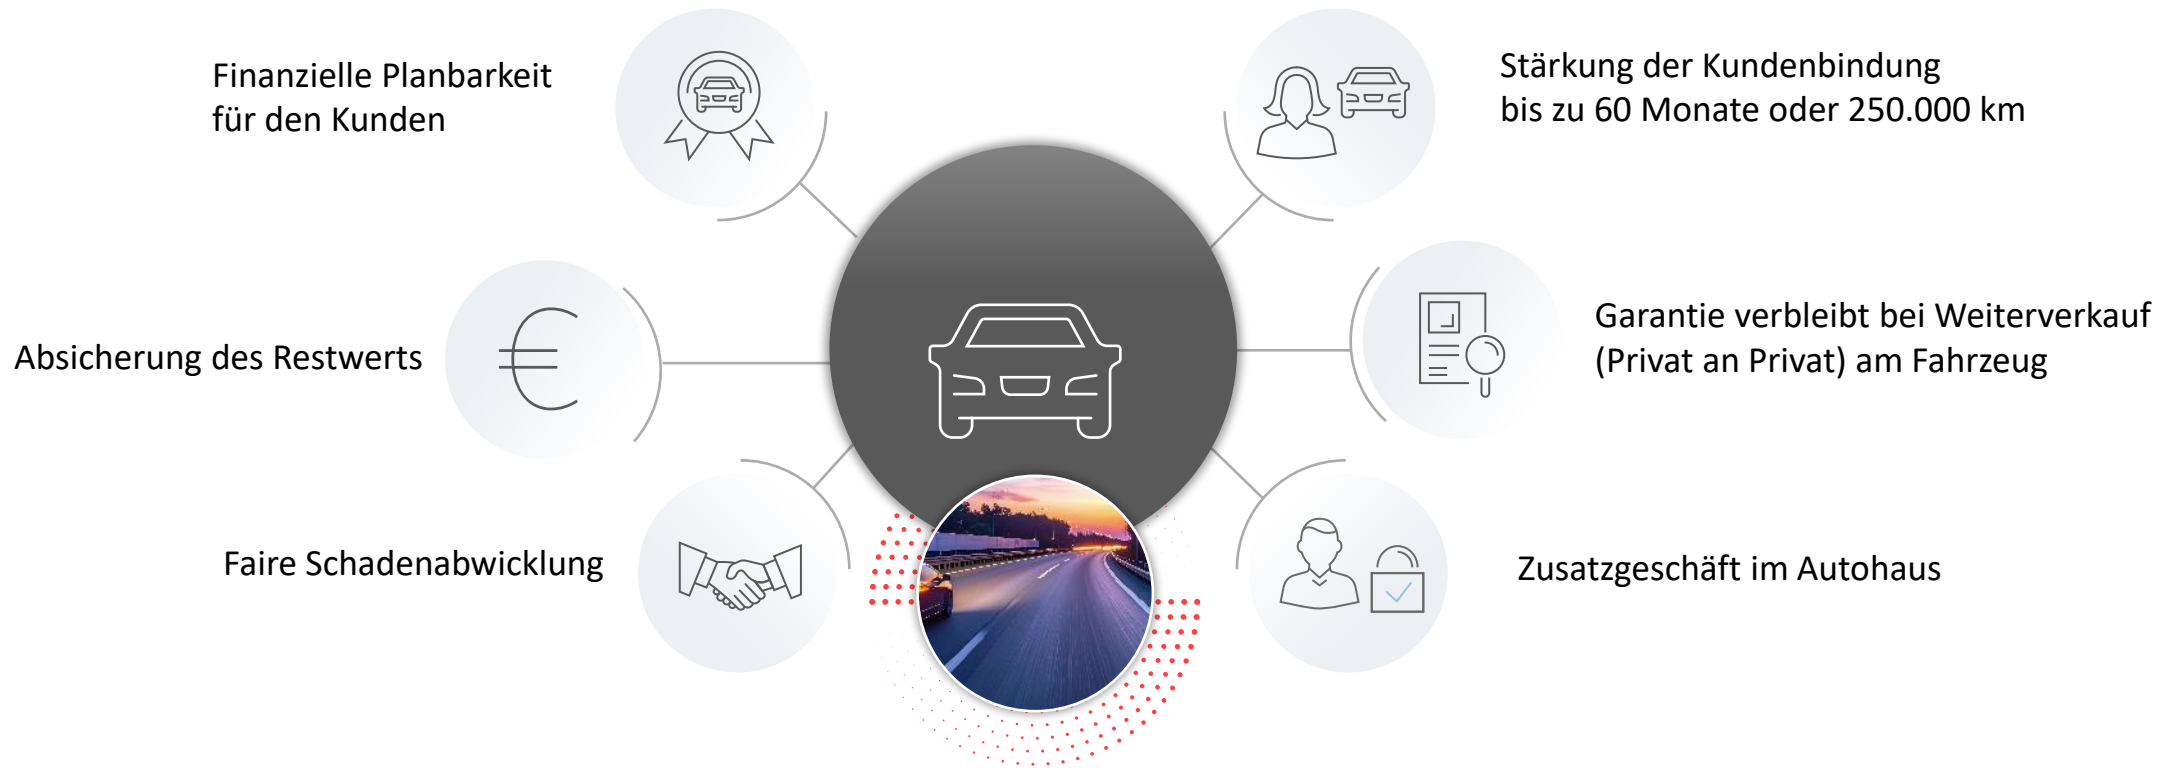 Finanzielle Planbarkeit
für den Kunden
Stärkung der Kundenbindung
bis zu 60 Monate oder 250.000 km
Absicherung des Restwerts
Garantie verbleibt bei Weiterverkauf
(Privat an Privat) am Fahrzeug
Faire Schadenabwicklung
Zusatzgeschäft im Autohaus